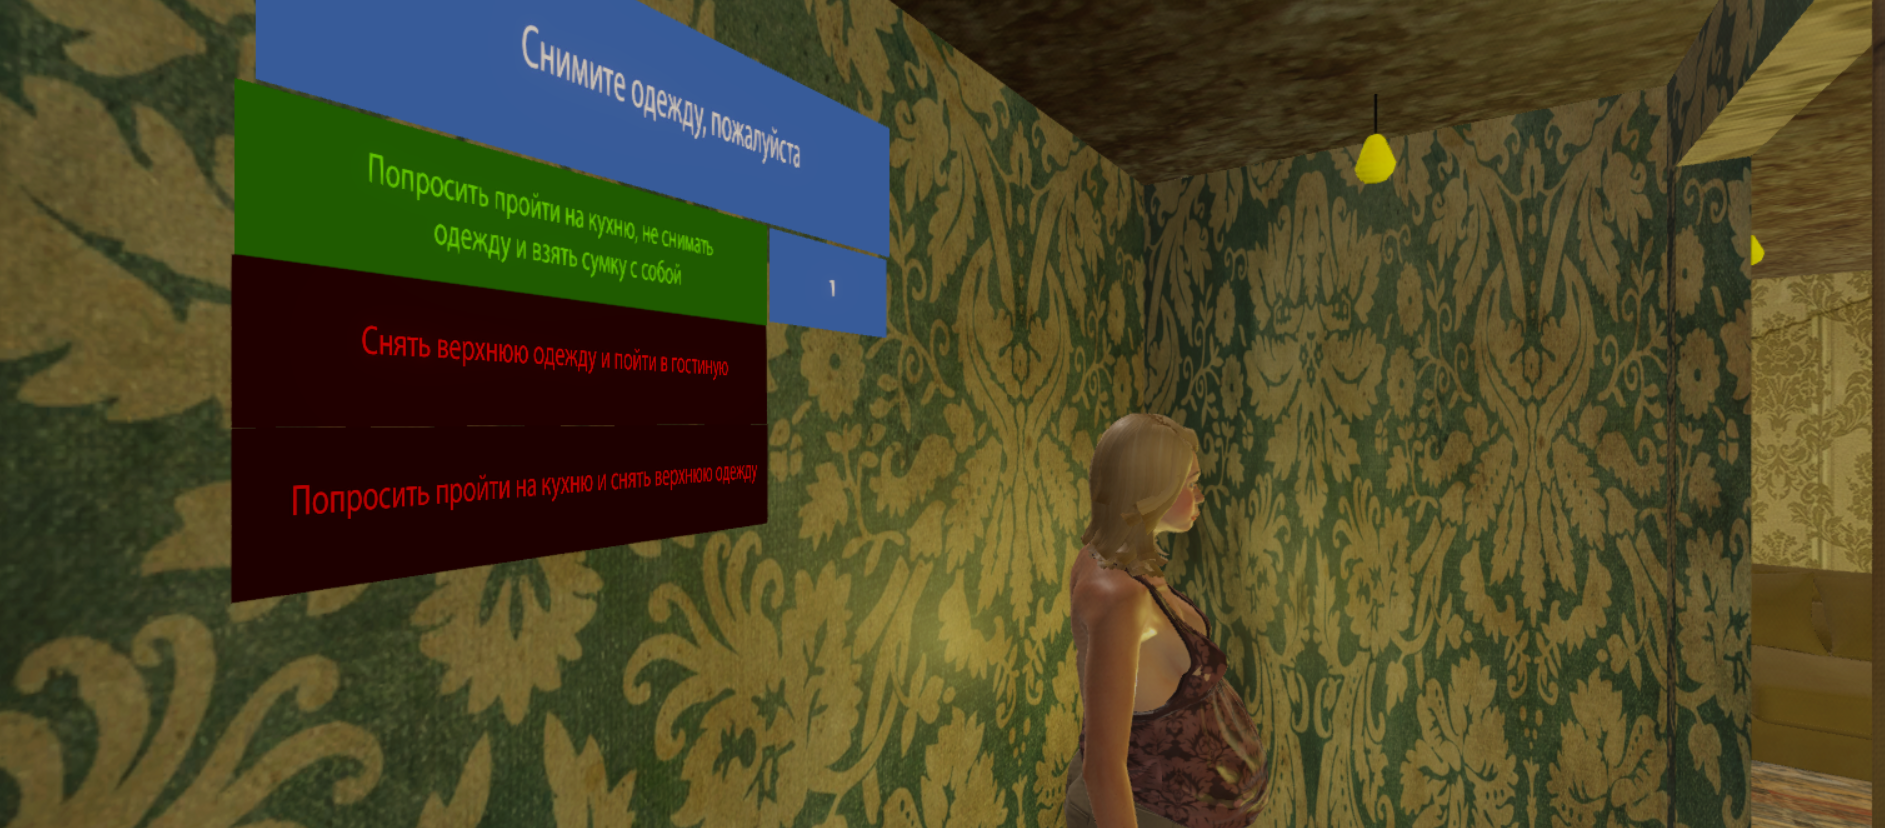 Снимите одежду, пожалуйста
Попросить пройти на кухню, не снимать
одежду и взять сумку с собой
1
Снять верхнюю одежду и пойти в гостиную
Попросить пройти на кухню и снять верхнюю одежду